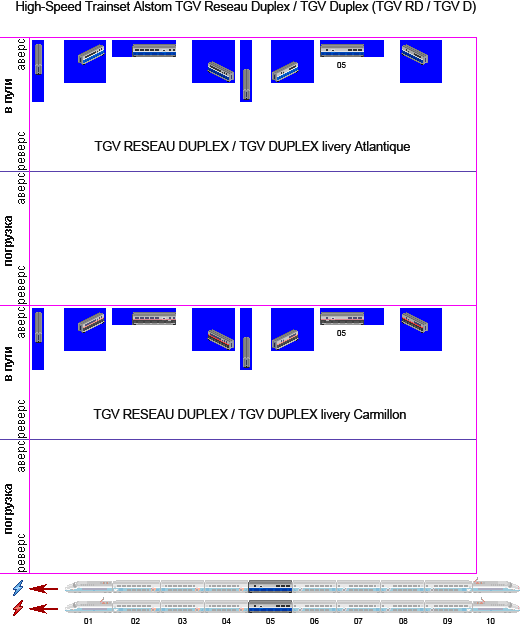 High-Speed Trainset Alstom TGV Reseau Duplex / TGV Duplex (TGV RD / TGV D)
аверс
05
в пути
TGV RESEAU DUPLEX / TGV DUPLEX livery Atlantique
реверс
аверс
погрузка
реверс
аверс
05
в пути
TGV RESEAU DUPLEX / TGV DUPLEX livery Carmillon
реверс
аверс
погрузка
реверс
01 02 03 04 05 06 07 08 09 10